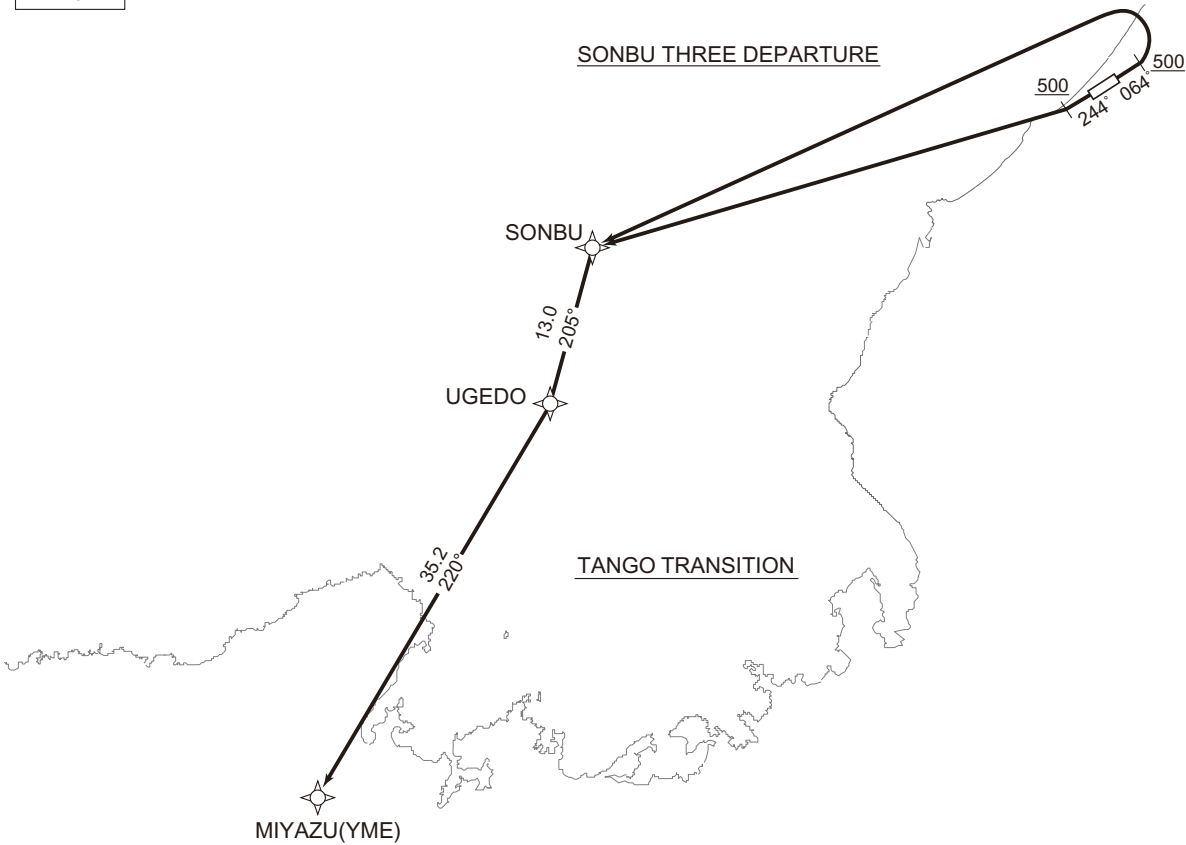 SONBU THREE DEPARTURE
500
500
244°
064°
SONBU
13.0
205°
UGEDO
35.2
220°
TANGO TRANSITION
MIYAZU(YME)